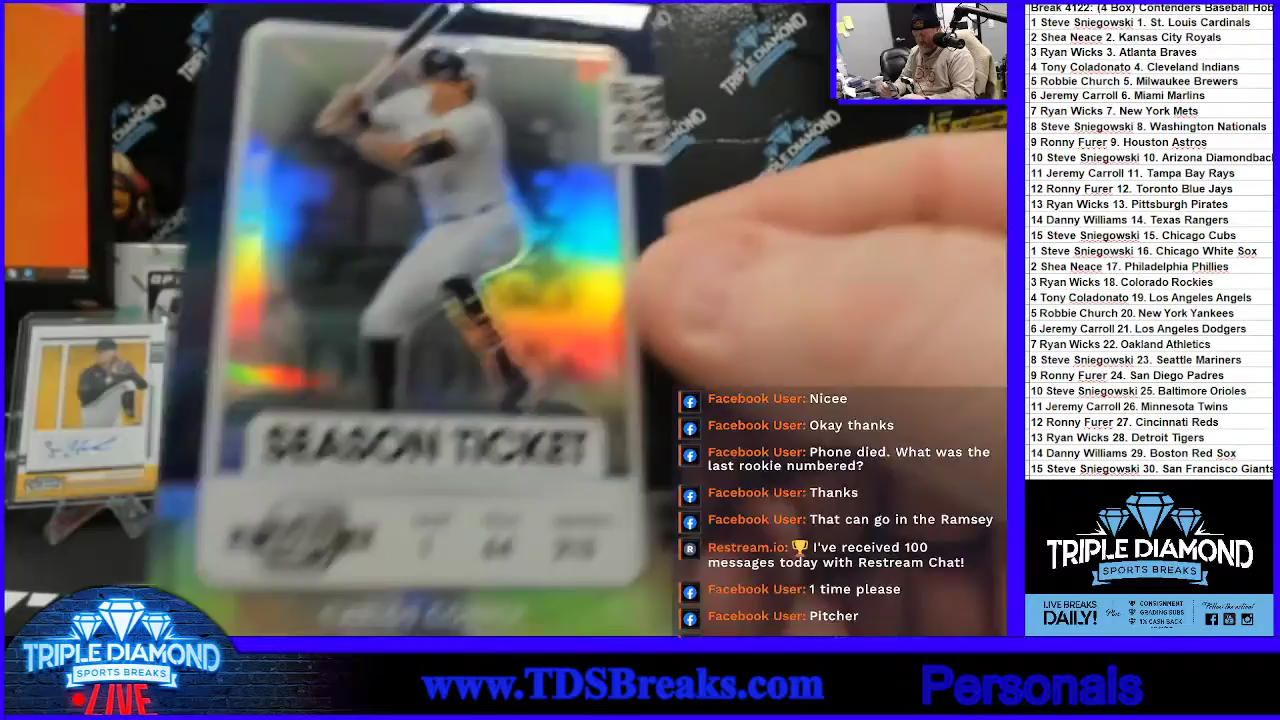 Break 4122: (4 Box) Contenders Baseball Hob
1 Steve Sniegowski 1. St. Louis Cardinals
2 Shea Neace 2. Kansas City Royals
3 Ryan Wicks 3. Atlanta Braves
4 Tony Coladonato 4. Cleveland Indians
5 Robbie Church 5. Milwaukee Brewers
6 Jeremy Carroll 6. Miami Marlins
7 Ryan Wicks 7. New York Mets
8 Steve Sniegowski 8. Washington Nationals
9 Ronny Furer 9. Houston Astros
10 Steve Sniegowski 10. Arizona Diamondback
11 Jeremy Carroll 11. Tampa Bay Rays
12 Ronny Furer 12. Toronto Blue Jays
13 Ryan Wicks 13. Pittsburgh Pirates
14 Danny Williams 14. Texas Rangers
15 Steve Sniegowski 15. Chicago Cubs
1 Steve Sniegowski 16. Chicago White Sox
2 Shea Neace 17. Philadelphia Phillies
3 Ryan Wicks 18. Colorado Rockies
4 Tony Coladonato 19. Los Angeles Angels
5 Robbie Church 20. New York Yankees
6 Jeremy Carroll 21. Los Angeles Dodgers
7 Ryan Wicks 22. Oakland Athletics
8 Steve Sniegowski 23. Seattle Mariners
9 Ronny Furer 24. San Diego Padres
10 Steve Sniegowski 25. Baltimore Orioles
11 Jeremy Carroll 26. Minnesota Twins
12 Ronny Furer 27. Cincinnati Reds
13 Ryan Wicks 28. Detroit Tigers
14 Danny Williams 29. Boston Red Sox
15 Steve Sniegowski 30. San Francisco Giants
TRIPLE DIAMOND
TRIPLE DIAMOND
SEASON TICKET
Facebook User: Nicee
Facebook User: Okay thanks
Facebook User: Phone died. What was the
last rookie numbered?
Facebook User: Thanks
Facebook User: That can go in the Ramsey
Restream.io: 🏆 I've received 100
messages today with Restream Chat!
Facebook User: 1 time please
Facebook User: Pitcher
TRIPLE DIAMOND
SPORTS BREAKS
LIVE BREAKS
DAILY!
Plus
CONSIGNMENT
GRADING SUBS
1% CASH BACK
Follow the action!
TRIPLE DIAMOND
SPORTS BREAKS
LIVE
www.TDSBreaks.com
Personals